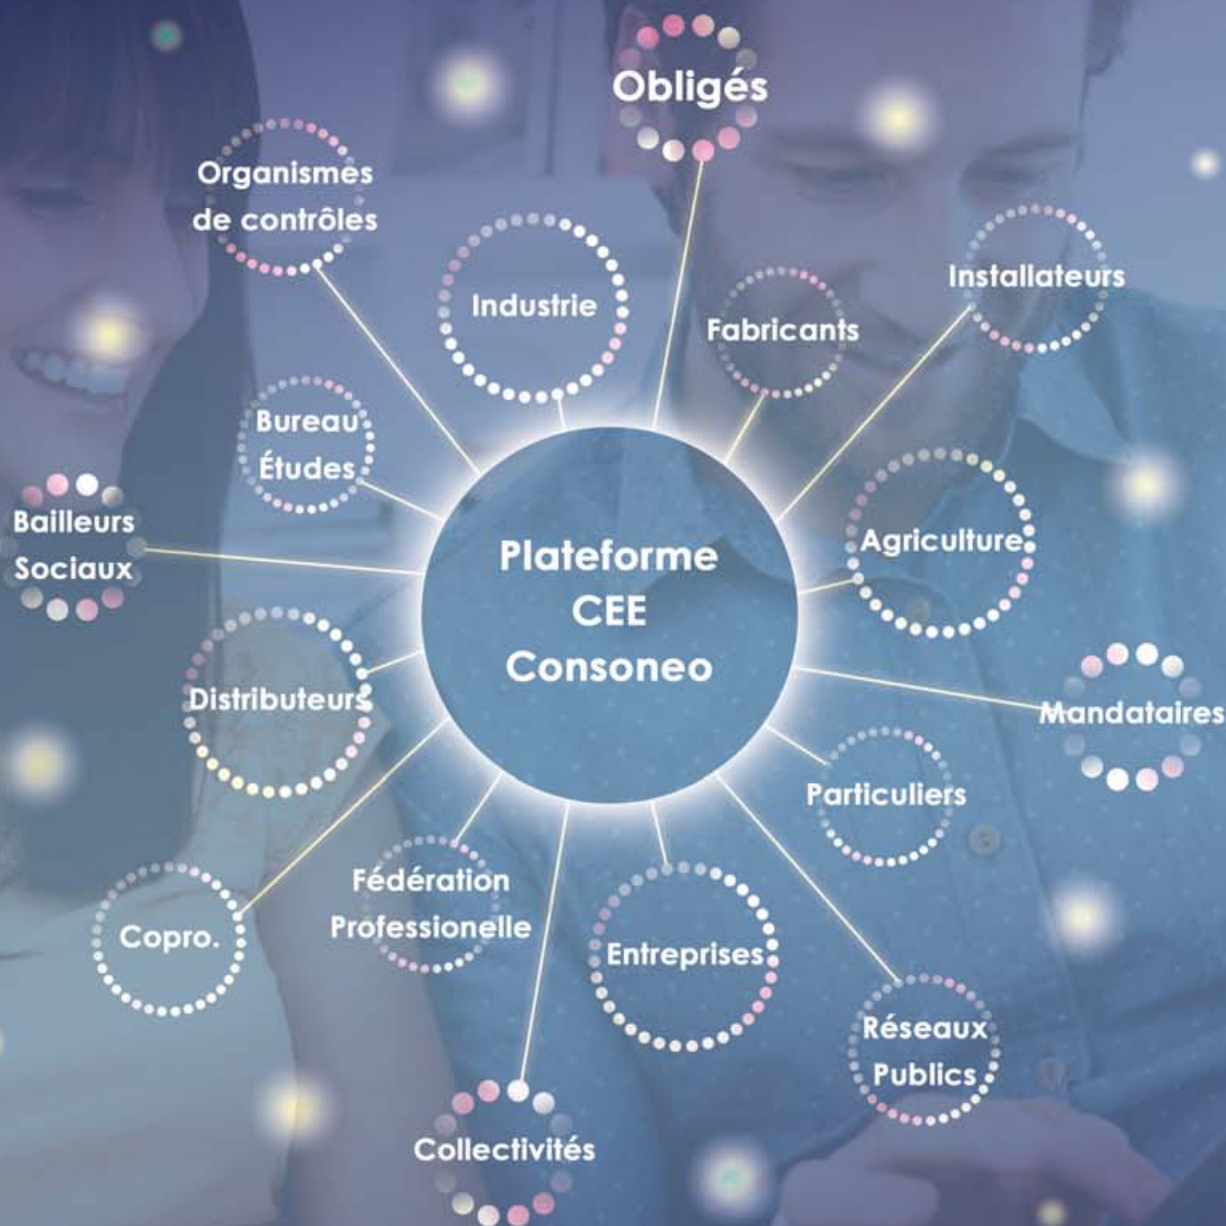 Obligés
Organismes
de contrôles
Installateurs
Industrie
Fabricants
Bureau
Études
Bailleurs
Sociaux
Agriculture
Plateforme
CEE
Consoneo
Distributeurs
Mandataires
Particuliers
Fédération
Professionelle
Copro.
Entreprises
Réseaux
Publics
Collectivités